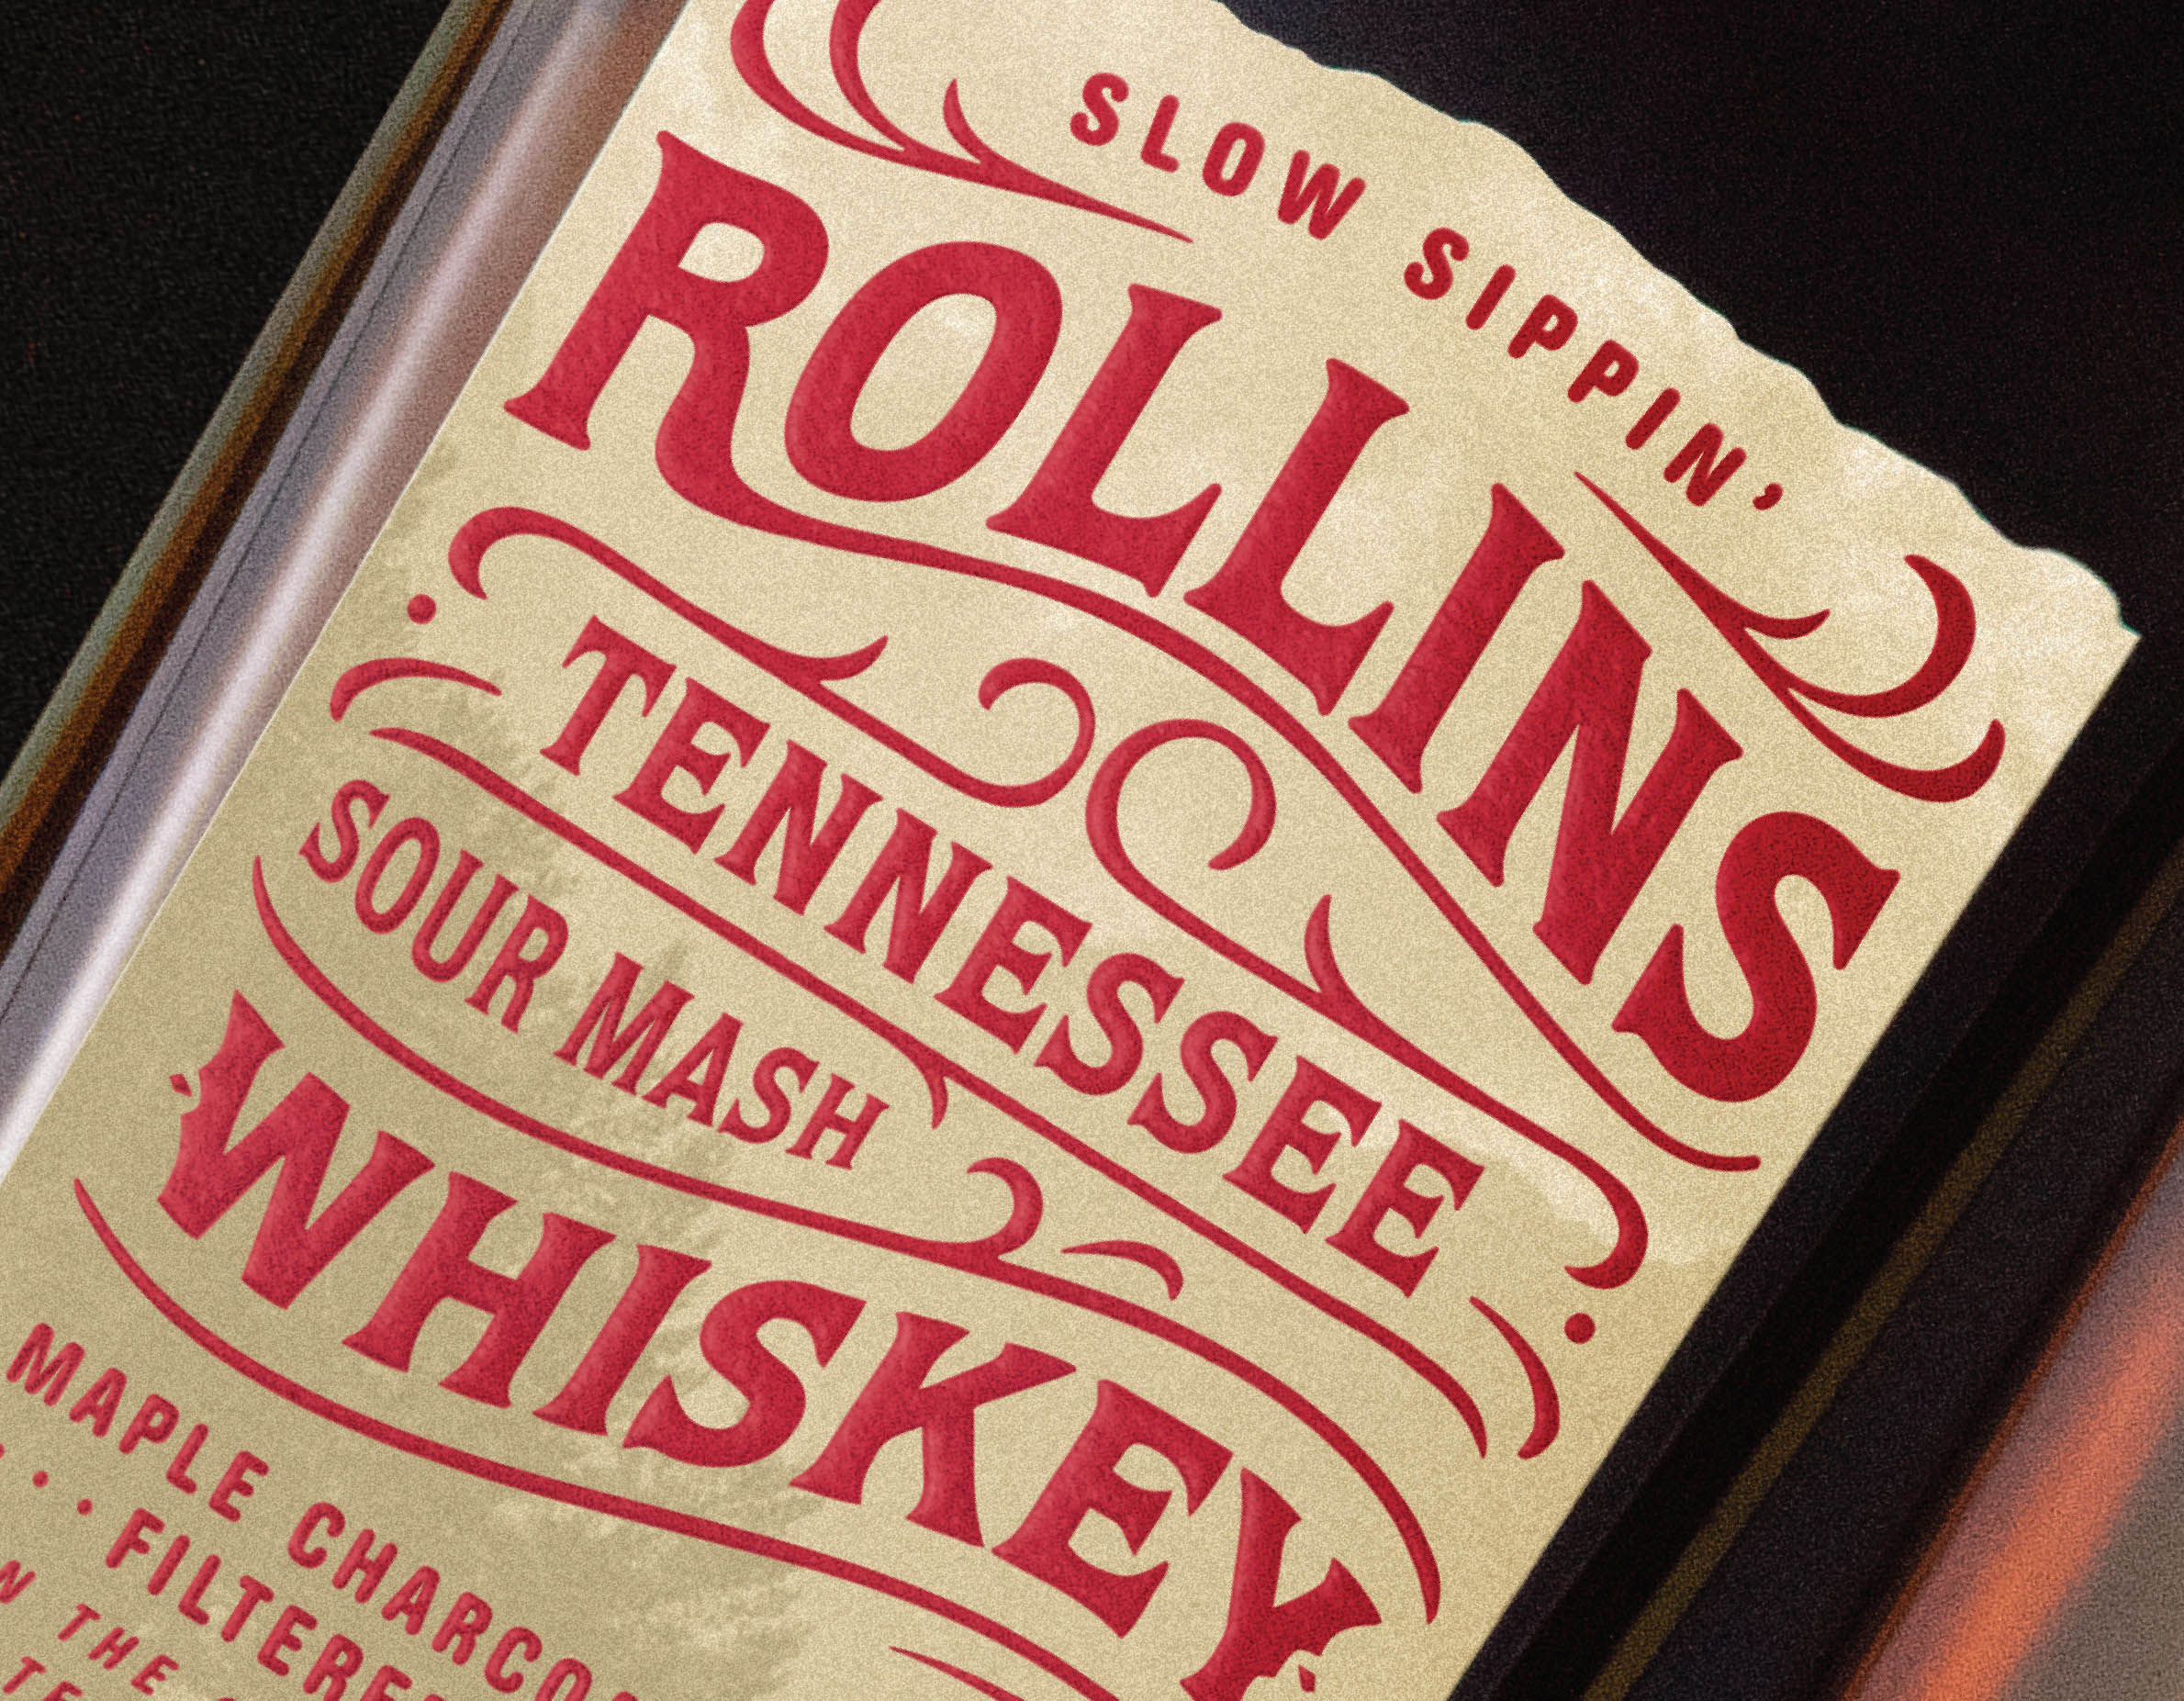 SLOW SIPPIN’
ROLLINS
TENNESSEE
SOUR MASH
WHISKEY
MAPLE CHARCO
FILTERE
THE